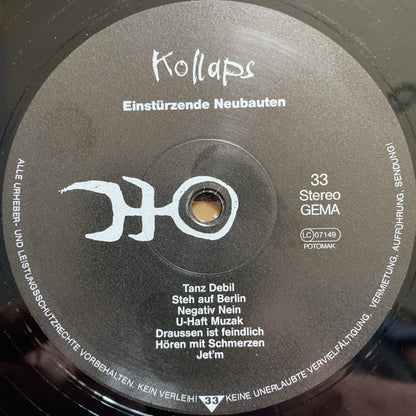 Kollaps
Einstürzende Neubauten
33
Stereo
GEMA
LC 07149
POTOMAK
Tanz Debil
Steh auf Berlin
Negativ Nein
U-Haft Muzak
Draussen ist feindlich
Hören mit Schmerzen
Jet'm
ALLE URHEBER- UND LEISTUNGSSCHUTZRECHTE VORBEHALTEN. KEIN VERLEIH! 33 KEINE UNERLAUBTE VERVIELFÄLTIGUNG, VERMIETUNG, AUFFÜHRUNG, SENDUNG!